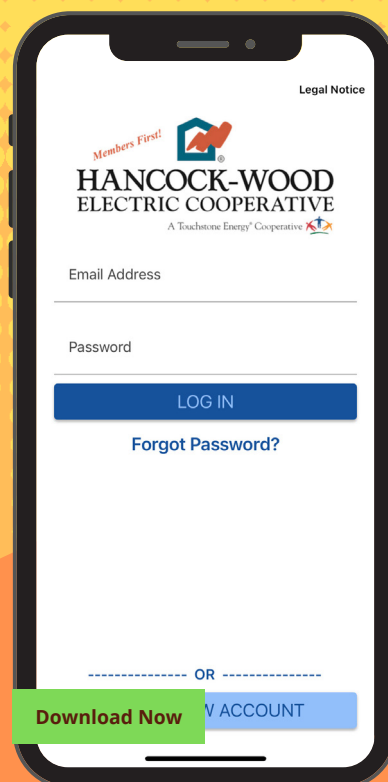 Legal Notice
Members First!
HANCOCK-WOOD
ELECTRIC COOPERATIVE
A Touchstone Energy® Cooperative
Email Address
Password
LOG IN
Forgot Password?
--------------- OR ---------------
Download Now
ACCOUNT